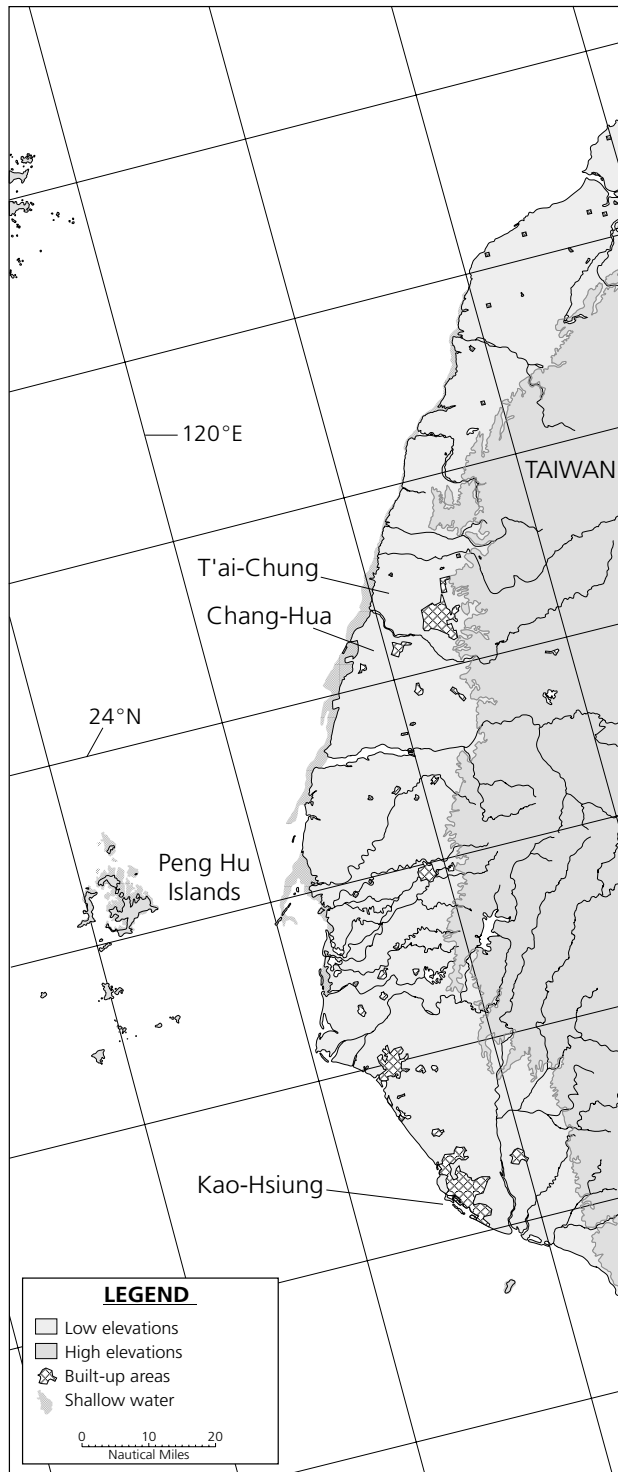 120°E
TAIWAN
T'ai-Chung
Chang-Hua
24°N
Peng Hu
Islands
Kao-Hsiung
LEGEND
Low elevations
High elevations
Built-up areas
Shallow water
0 10 20
Nautical Miles